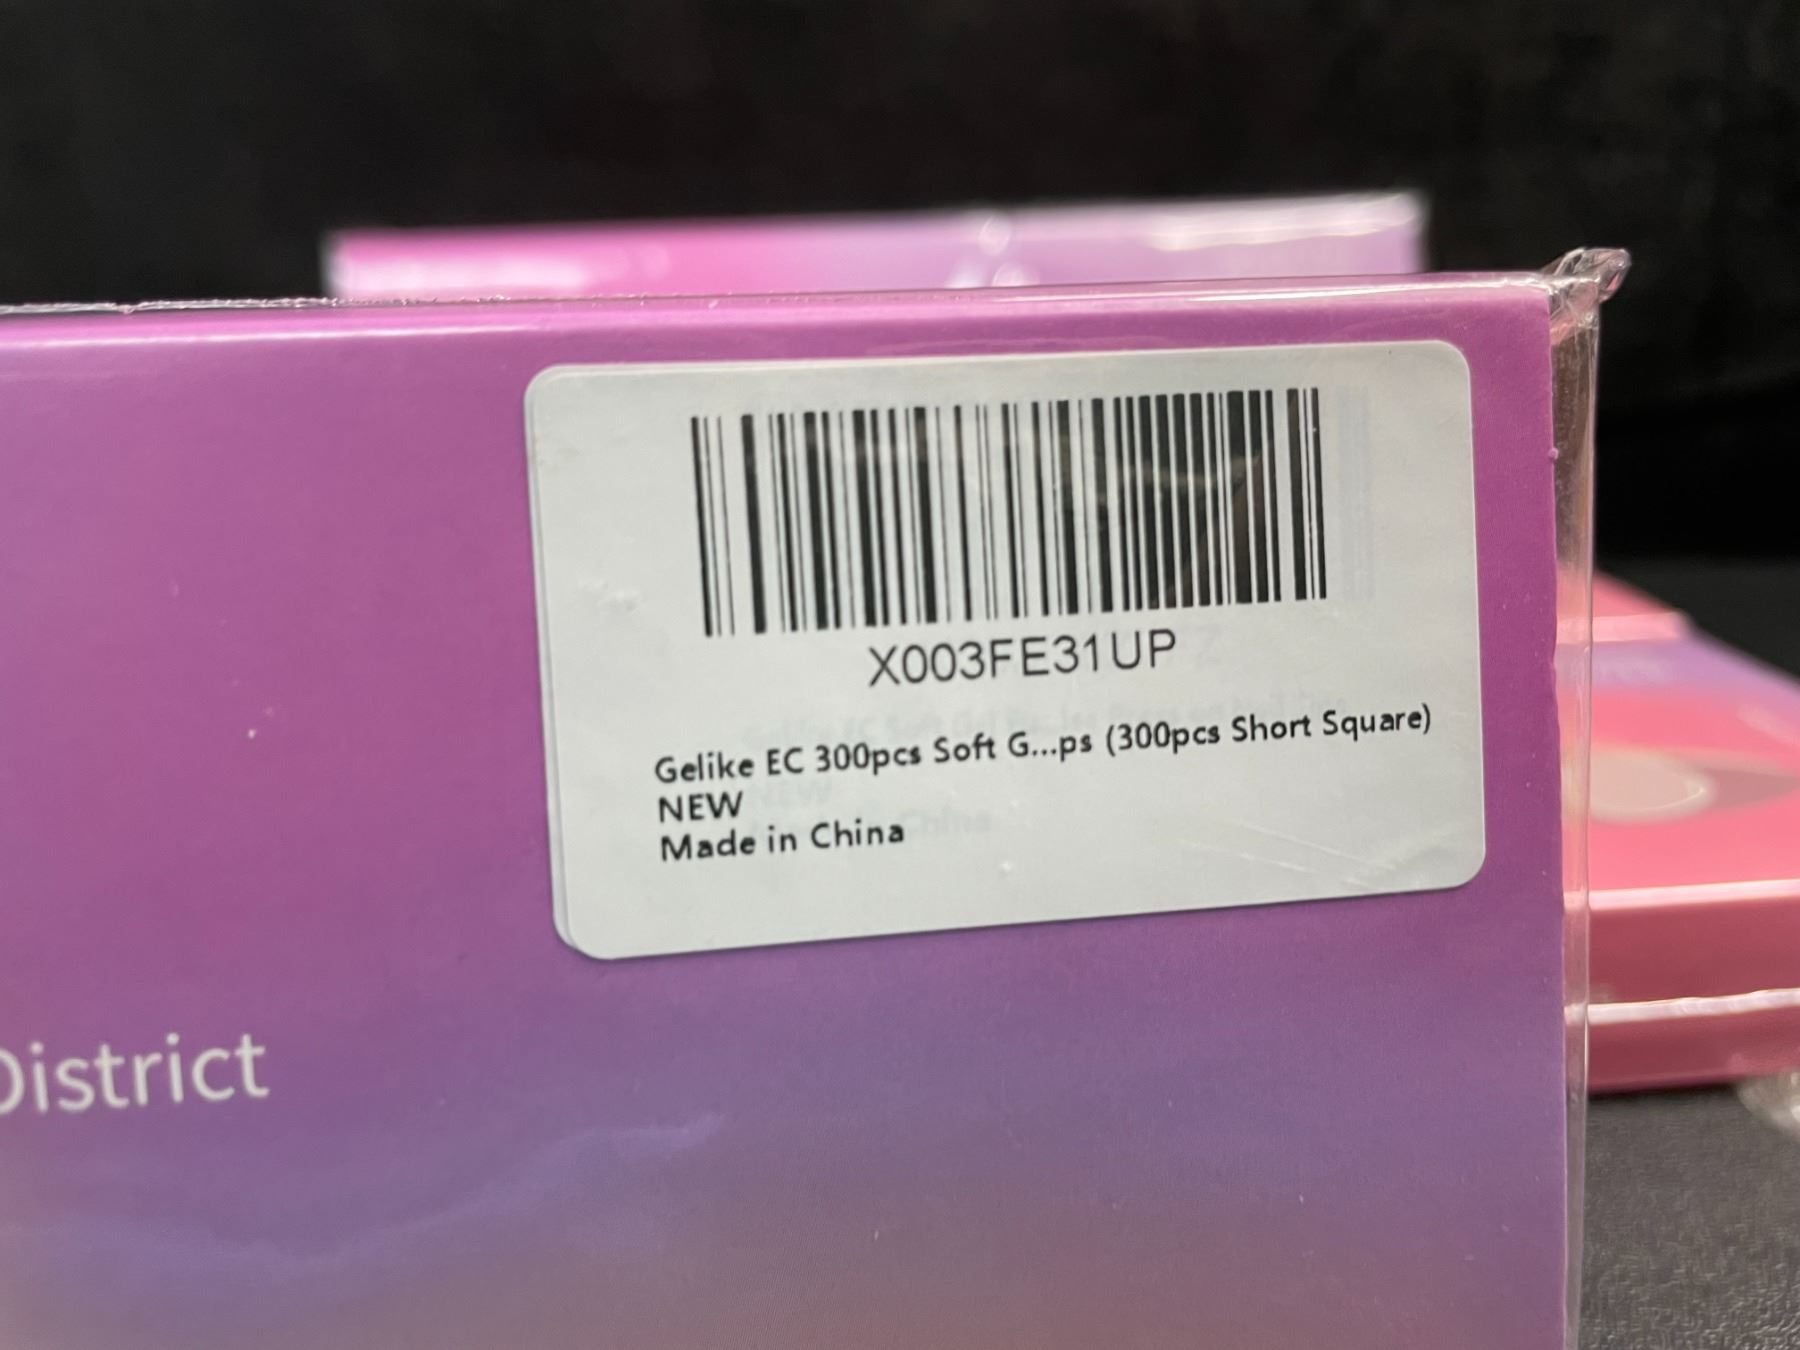 X003FE31UP
Gelike EC 300pcs Soft G...ps (300pcs Short Square)
NEW
Made in China
District